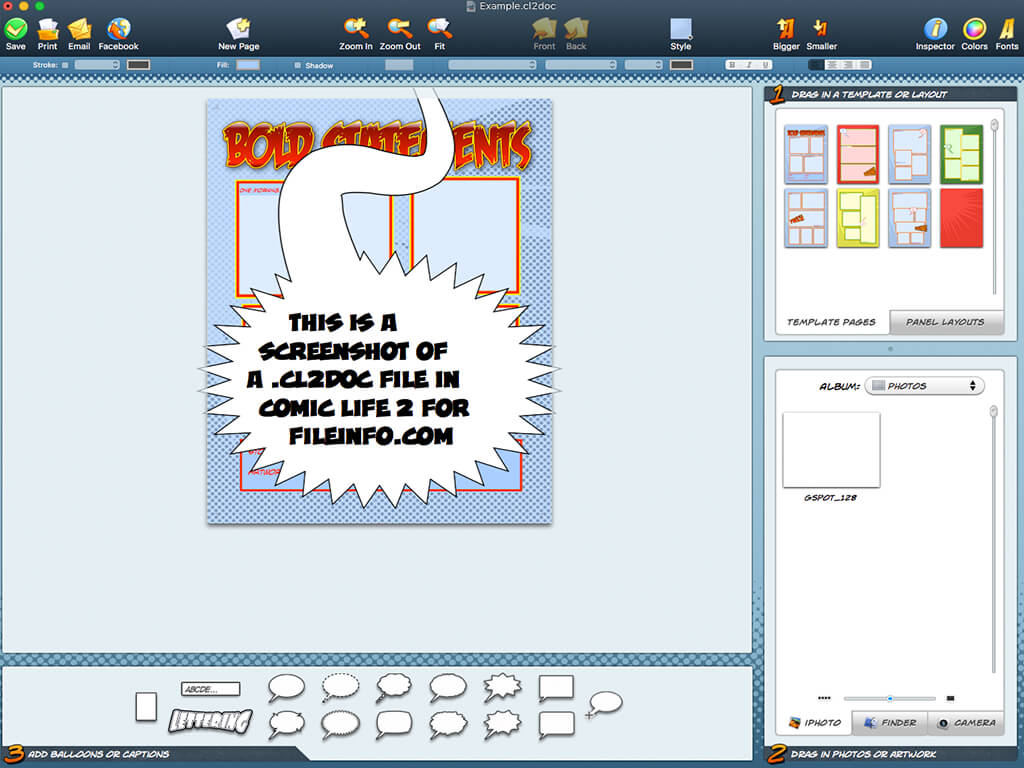 Example.cl2doc
Save Print Email Facebook New Page Zoom In Zoom Out Fit Front Back Style Bigger Smaller Inspector Colors Fonts
Stroke: Fill: Shadow B I U
1 DRAG IN A TEMPLATE OR LAYOUT
BOLD STATEMENTS
ONE MORNING
THIS IS A
SCREENSHOT OF
A .CL2DOC FILE IN
COMIC LIFE 2 FOR
FILEINFO.COM
TEMPLATE PAGES PANEL LAYOUTS
ALBUM: PHOTOS
GSPOT_128
IPHOTO FINDER CAMERA
2 DRAG IN PHOTOS OR ARTWORK
ABCDE...
LETTERING
3 ADD BALLOONS OR CAPTIONS